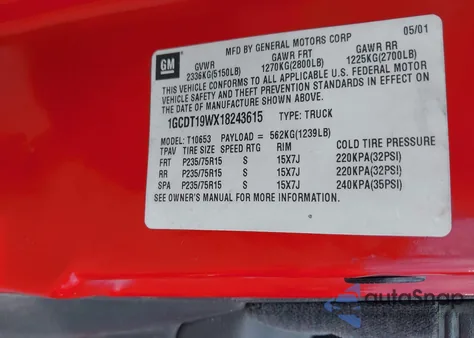 GM
MFD BY GENERAL MOTORS CORP 05/01
GVWR GAWR FRT GAWR RR
2336KG(5150LB) 1270KG(2800LB) 1225KG(2700LB)
THIS VEHICLE CONFORMS TO ALL APPLICABLE U.S. FEDERAL MOTOR
VEHICLE SAFETY AND THEFT PREVENTION STANDARDS IN EFFECT ON
THE DATE OF MANUFACTURE SHOWN ABOVE.
1GCDT19WX18243615 TYPE: TRUCK
MODEL: T10653 PAYLOAD = 562KG(1239LB)
TAPV TIRE SIZE SPEED RTG RIM COLD TIRE PRESSURE
FRT P235/75R15 S 15X7J 220KPA(32PSI)
RR P235/75R15 S 15X7J 220KPA(32PSI)
SPA P235/75R15 S 15X7J 240KPA(35PSI)
SEE OWNER'S MANUAL FOR MORE INFORMATION.
autoSnap